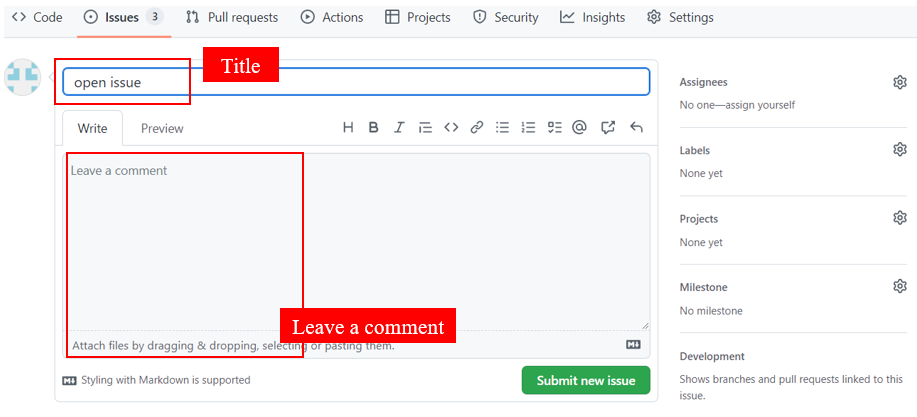 Code Issues 3 Pull requests Actions Projects Security Insights Settings
Title
open issue
Write Preview
Leave a comment
Leave a comment
Attach files by dragging & dropping, selecting or pasting them.
Styling with Markdown is supported
Submit new issue
Assignees
No one—assign yourself
Labels
None yet
Projects
None yet
Milestone
No milestone
Development
Shows branches and pull requests linked to this
issue.